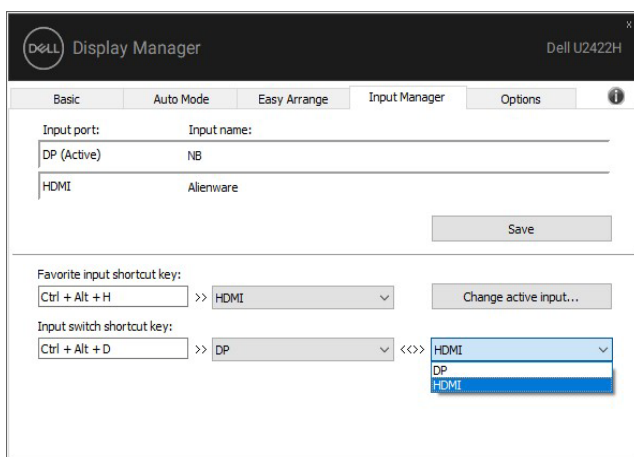 x
DELL Display Manager Dell U2422H
Basic Auto Mode Easy Arrange Input Manager Options i
Input port: Input name:
DP (Active) NB
HDMI Alienware
Save
Favorite input shortcut key:
Ctrl + Alt + H >> HDMI Change active input...
Input switch shortcut key:
Ctrl + Alt + D >> DP <<>> HDMI
DP
HDMI